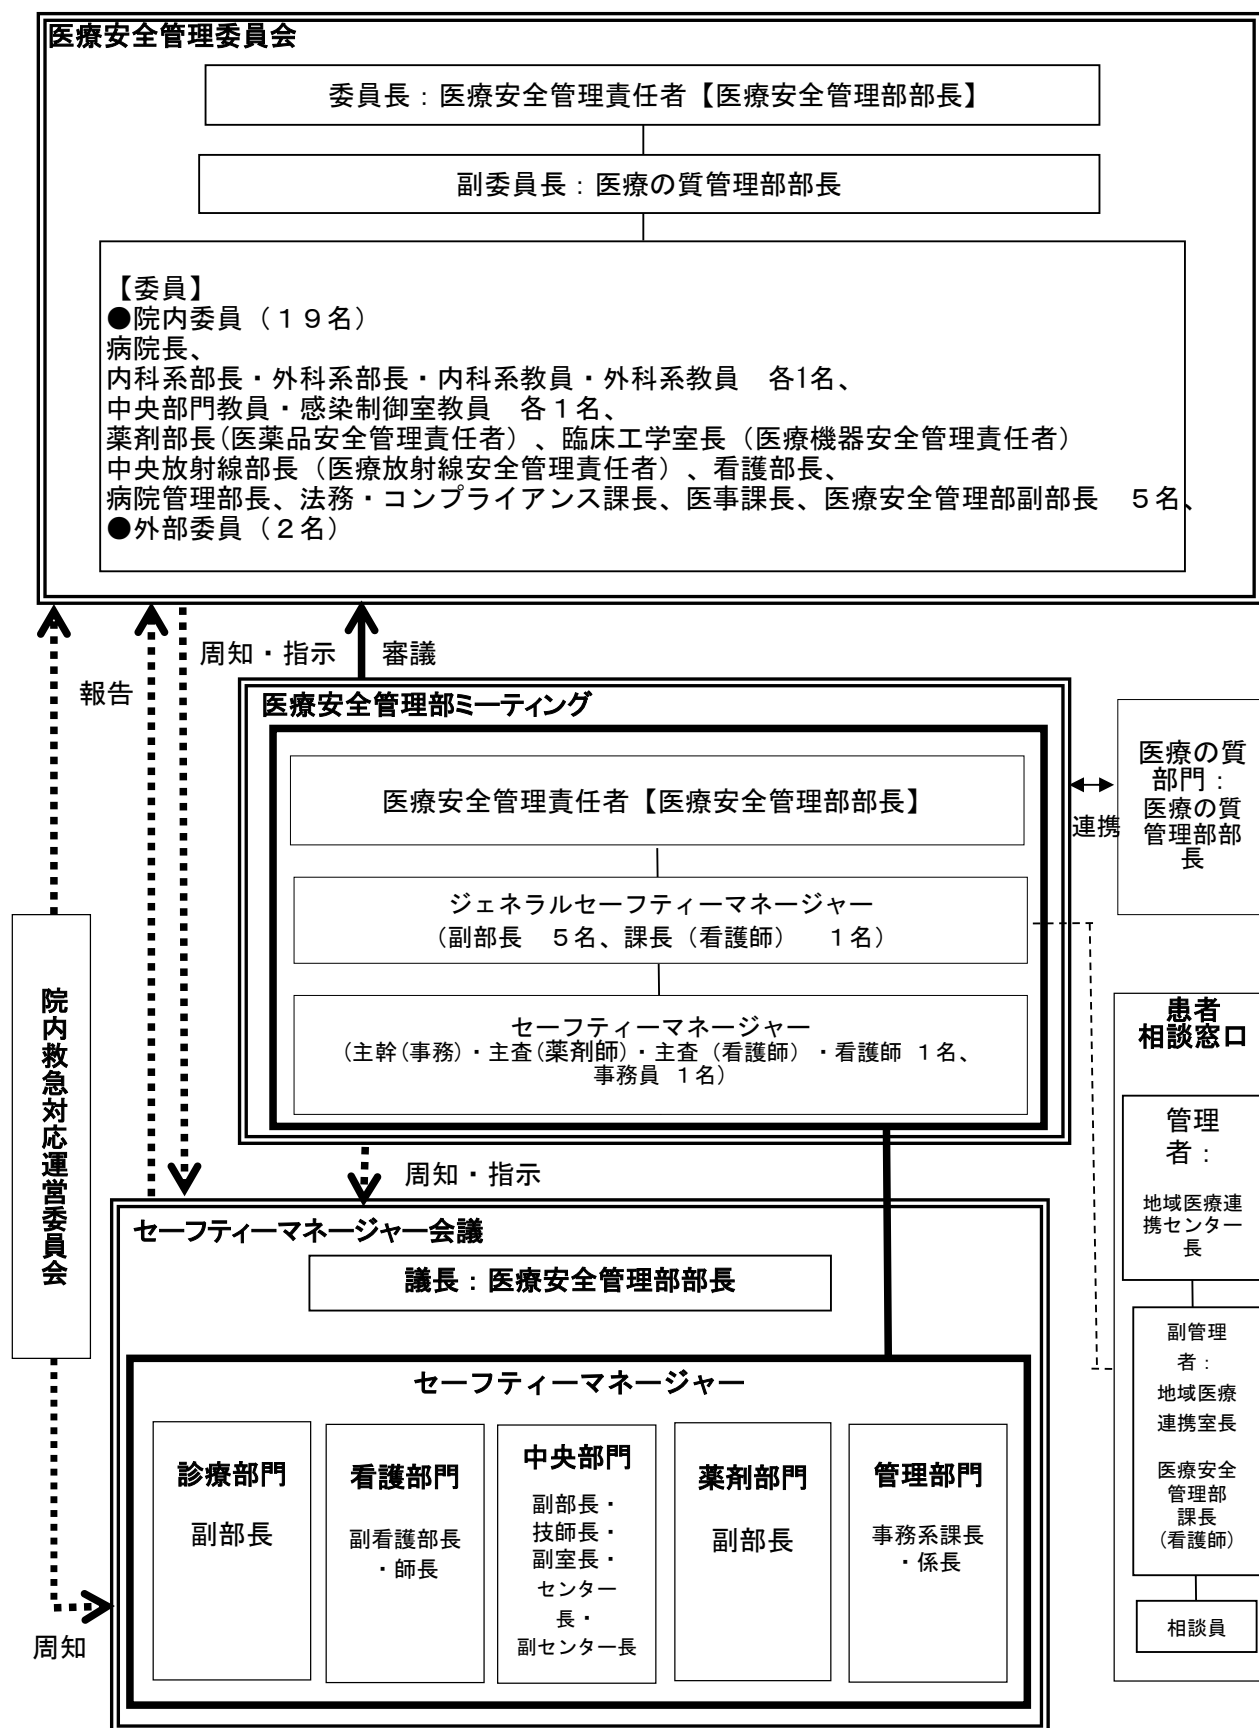 医療安全管理委員会
委員長：医療安全管理責任者【医療安全管理部部長】
副委員長：医療の質管理部部長
【委員】
●院内委員（１９名）
病院長、
内科系部長・外科系部長・内科系教員・外科系教員　各1名、
中央部門教員・感染制御室教員　各１名、
薬剤部長(医薬品安全管理責任者）、臨床工学室長（医療機器安全管理責任者）
中央放射線部長（医療放射線安全管理責任者）、看護部長、
病院管理部長、法務・コンプライアンス課長、医事課長、医療安全管理部副部長　５名、
●外部委員（２名）
報告
周知・指示
審議
医療安全管理部ミーティング
医療安全管理責任者【医療安全管理部部長】
ジェネラルセーフティーマネージャー
（副部長　５名、課長（看護師）　１名）
セーフティーマネージャー
(主幹(事務)・主査(薬剤師)・主査（看護師）・看護師 １名、
事務員 １名)
連携
医療の質
部門：
医療の質
管理部部
長
院内救急対応運営委員会
周知
周知・指示
セーフティーマネージャー会議
議長：医療安全管理部部長
セーフティーマネージャー
診療部門
副部長
看護部門
副看護部長
・師長
中央部門
副部長・
技師長・
副室長・
センター
長・
副センター長
薬剤部門
副部長
管理部門
事務系課長
・係長
患者
相談窓口
管理
者：
地域医療連
携センター
長
副管理
者：
地域医療
連携室長
医療安全
管理部
課長
(看護師)
相談員